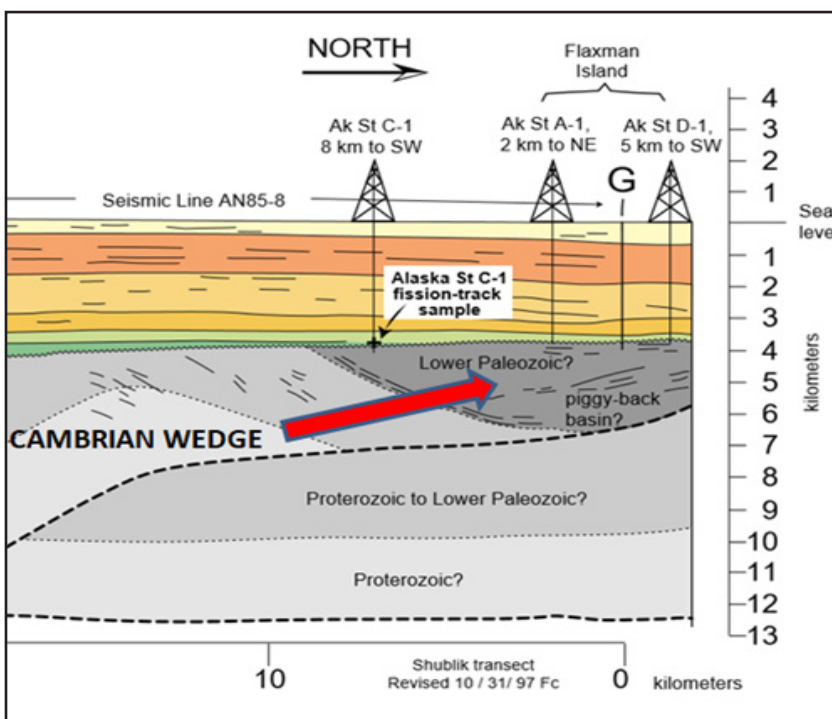 NORTH
Flaxman
Island
Ak St C-1
8 km to SW
Ak St A-1,
2 km to NE
Ak St D-1,
5 km to SW
G
Seismic Line AN85-8
4
3
2
1
Sea
level
1
2
3
4
5
6
7
8
9
10
11
12
13
kilometers
Alaska St C-1
fission-track
sample
Lower Paleozoic?
piggy-back
basin?
CAMBRIAN WEDGE
Proterozoic to Lower Paleozoic?
Proterozoic?
10
Shublik transect
Revised 10 / 31/ 97 Fc
0
kilometers